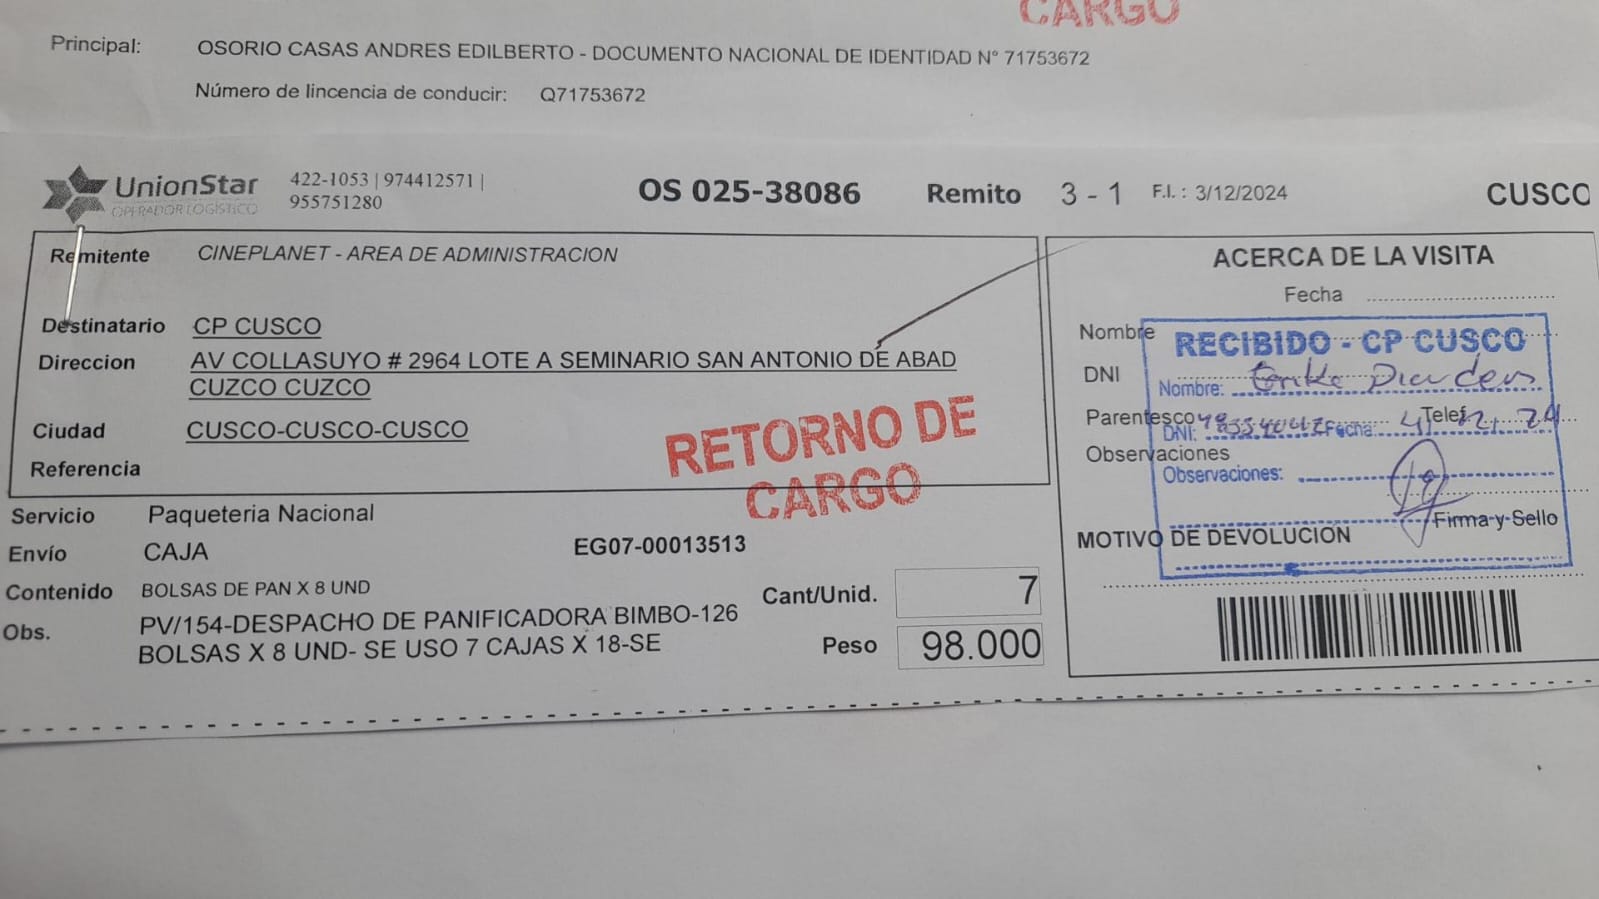 CARGO
Principal: OSORIO CASAS ANDRES EDILBERTO - DOCUMENTO NACIONAL DE IDENTIDAD N° 71753672
Número de lincencia de conducir: Q71753672
UnionStar
OPERADOR LOGÍSTICO
422-1053 | 974412571 |
955751280
OS 025-38086 Remito 3 - 1 F.I. : 3/12/2024 CUSCO
Remitente CINEPLANET - AREA DE ADMINISTRACION
Destinatario CP CUSCO
Direccion AV COLLASUYO # 2964 LOTE A SEMINARIO SAN ANTONIO DE ABAD
CUZCO CUZCO
Ciudad CUSCO-CUSCO-CUSCO
Referencia
RETORNO DE
CARGO
Servicio Paqueteria Nacional
Envío CAJA EG07-00013513
Contenido BOLSAS DE PAN X 8 UND
Obs. PV/154-DESPACHO DE PANIFICADORA BIMBO-126
BOLSAS X 8 UND- SE USO 7 CAJAS X 18-SE
Cant/Unid. 7
Peso 98.000
ACERCA DE LA VISITA
Fecha
Nombre
DNI
Parentesco Telef.
Observaciones
Firma y Sello
MOTIVO DE DEVOLUCION
RECIBIDO - CP CUSCO
Nombre:
DNI: Fecha:
Observaciones: